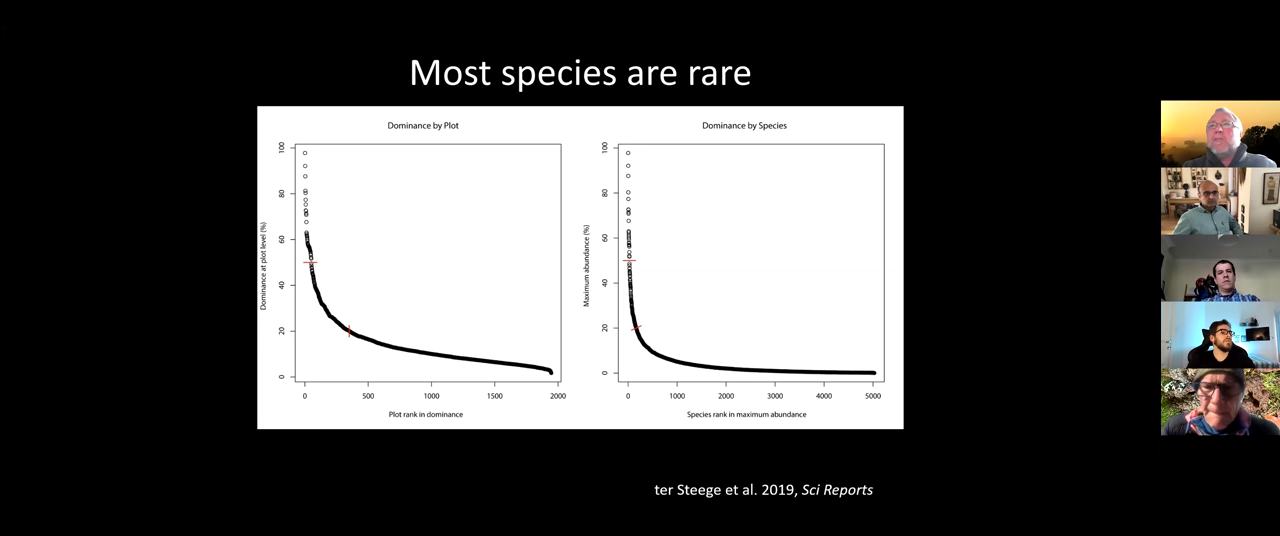 Most species are rare
Dominance by Plot
Dominance at plot level (%)
0
20
40
60
80
100
0
500
1000
1500
2000
Plot rank in dominance
Dominance by Species
Maximum abundance (%)
0
20
40
60
80
100
0
1000
2000
3000
4000
5000
Species rank in maximum abundance
ter Steege et al. 2019, Sci Reports